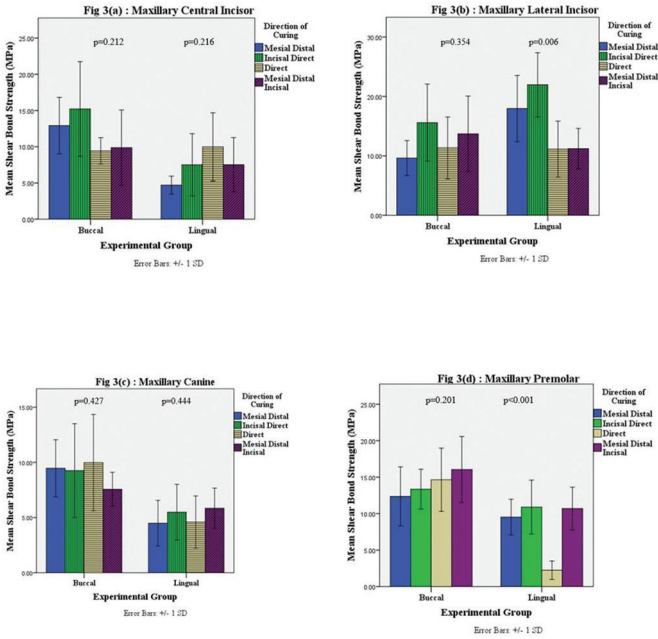 Fig 3(a) : Maxillary Central Incisor
Mean Shear Bond Strength (MPa)
25.00
20.00
15.00
10.00
5.00
0.00
p=0.212
p=0.216
Buccal
Lingual
Experimental Group
Error Bars: +/- 1 SD
Direction of
Curing
Mesial Distal
Incisal Direct
Direct
Mesial Distal
Incisal
Fig 3(b) : Maxillary Lateral Incisor
Mean Shear Bond Strength (MPa)
30.00
20.00
10.00
0.00
p=0.354
p=0.006
Buccal
Lingual
Experimental Group
Error Bars: +/- 1 SD
Direction of
Curing
Mesial Distal
Incisal Direct
Direct
Mesial Distal
Incisal
Fig 3(c) : Maxillary Canine
Mean Shear Bond Strength (MPa)
15.00
10.00
5.00
0.00
p=0.427
p=0.444
Buccal
Lingual
Experimental Group
Error Bars: +/- 1 SD
Direction of
Curing
Mesial Distal
Incisal Direct
Direct
Mesial Distal
Incisal
Fig 3(d) : Maxillary Premolar
Mean Shear Bond Strength (MPa)
25.00
20.00
15.00
10.00
5.00
0.00
p=0.201
p<0.001
Buccal
Lingual
Experimental Group
Error Bars: +/- 1 SD
Direction of
Curing
Mesial Distal
Incisal Direct
Direct
Mesial Distal
Incisal